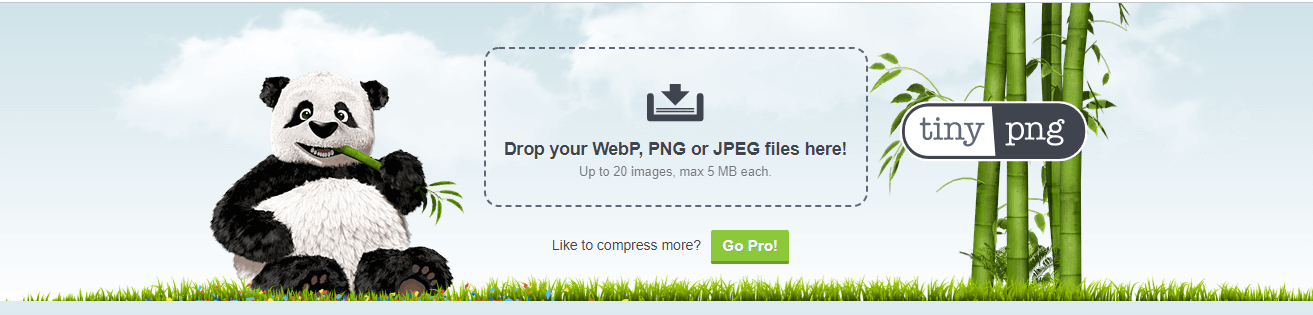 Drop your WebP, PNG or JPEG files here!
Up to 20 images, max 5 MB each.
tiny png
Like to compress more? Go Pro!